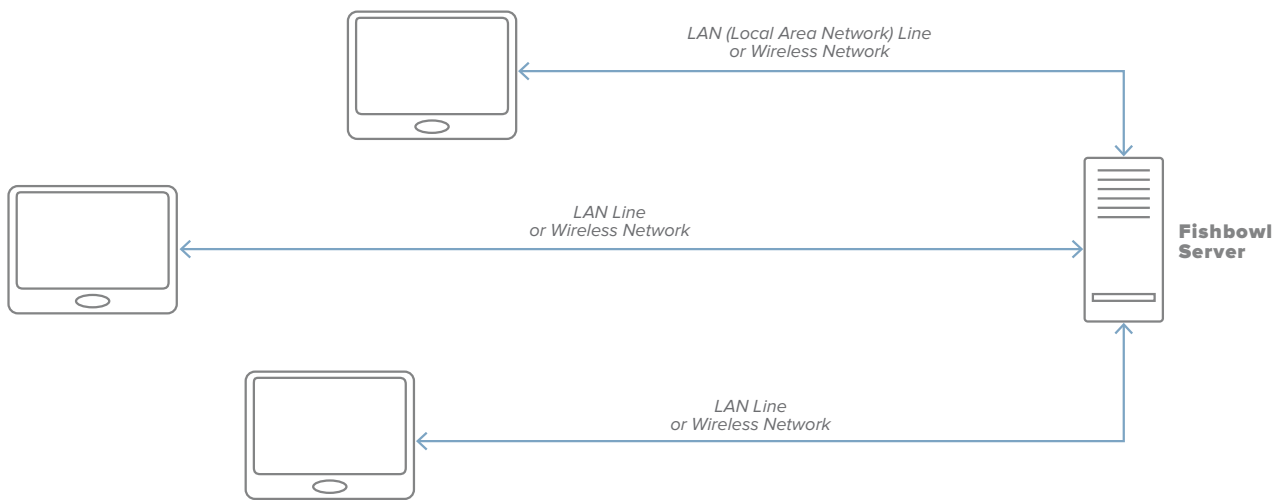 LAN (Local Area Network) Line
or Wireless Network
LAN Line
or Wireless Network
Fishbowl
Server
LAN Line
or Wireless Network